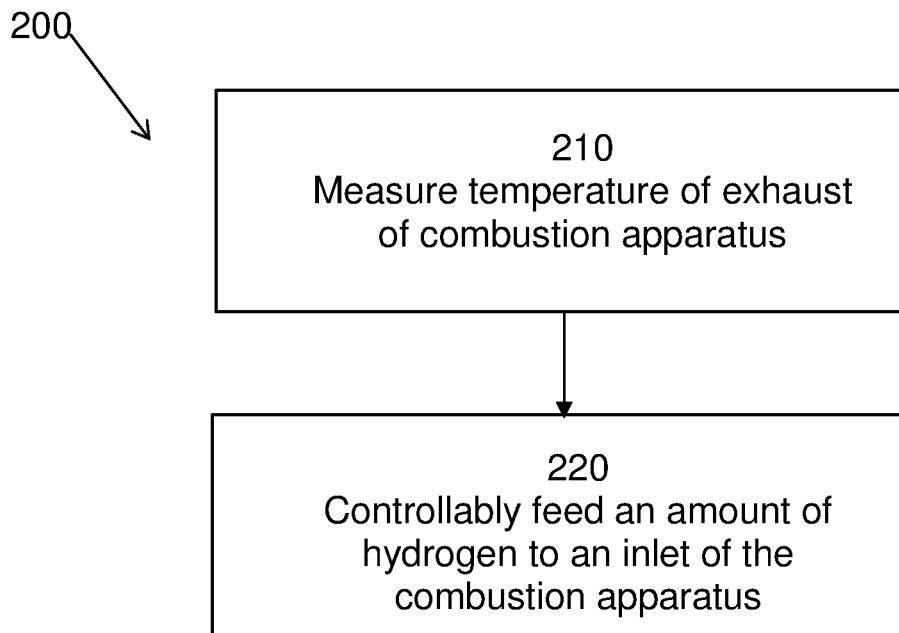 200
210
Measure temperature of exhaust
of combustion apparatus
220
Controllably feed an amount of
hydrogen to an inlet of the
combustion apparatus